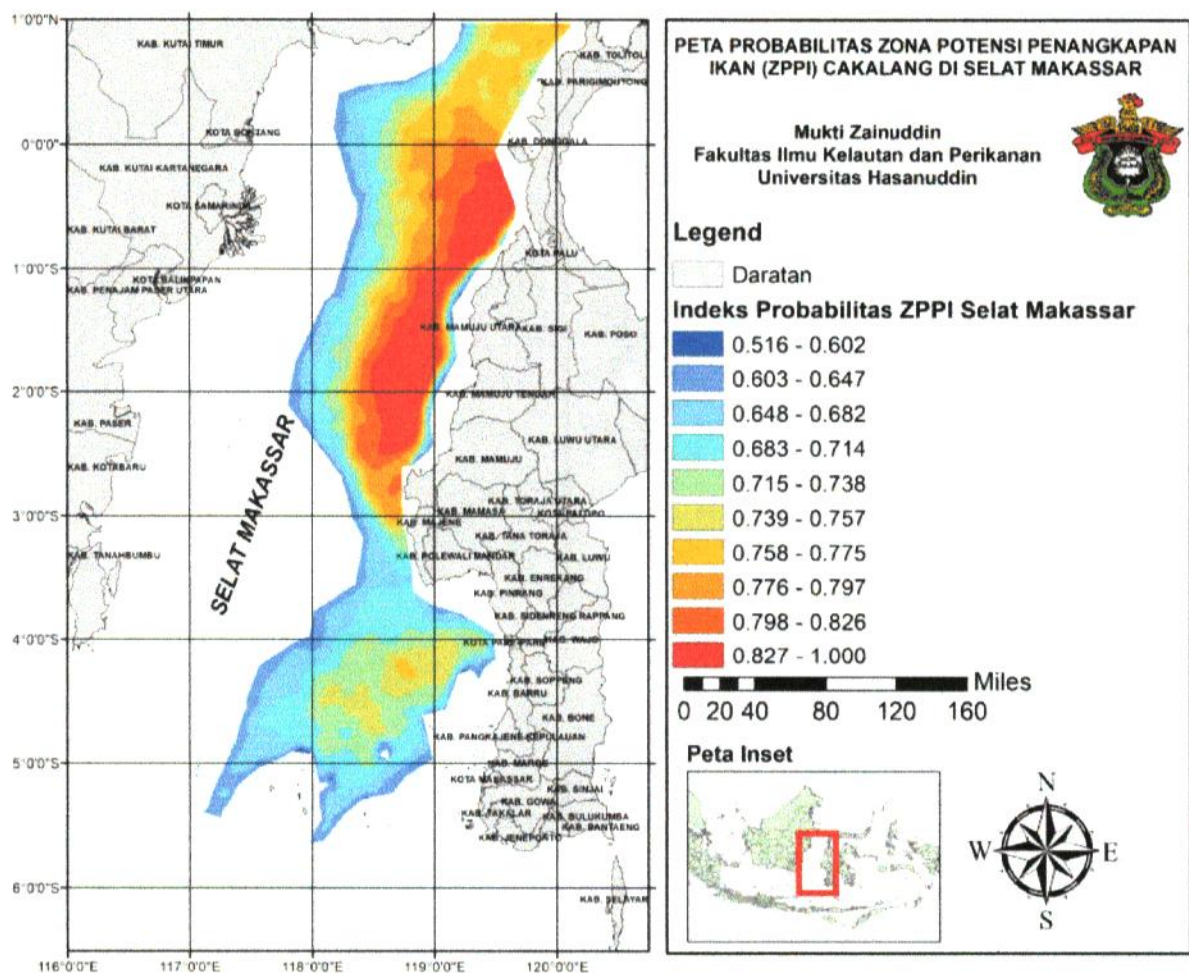 1°0'0"N
0°0'0"
1°0'0"S
2°0'0"S
3°0'0"S
4°0'0"S
5°0'0"S
6°0'0"S
116°0'0"E
117°0'0"E
118°0'0"E
119°0'0"E
120°0'0"E
KAB. KUTAI TIMUR
KAB. TOLITOLI
KAB. PARIGIMOUTONG
KOTA BONTANG
KAB. DONGGALA
KAB. KUTAI KARTANEGARA
KOTA SAMARINDA
KAB. KUTAI BARAT
KOTA PALU
KOTA BALIKPAPAN
KAB. PENAJAM PASER UTARA
KAB. MAMUJU UTARA
KAB. SIGI
KAB. POSO
KAB. MAMUJU TENGAH
KAB. PASER
KAB. LUWU UTARA
KAB. KOTABARU
KAB. MAMUJU
SELAT MAKASSAR
KAB. TORAJA UTARA
KAB. MAMASA
KOTA PALOPO
KAB. MAJENE
KAB. TANA TORAJA
KAB. TANAHBUMBU
KAB. POLEWALI MANDAR
KAB. LUWU
KAB. ENREKANG
KAB. PINRANG
KAB. SIDENRENG RAPPANG
KOTA PAREPARE
KAB. WAJO
KAB. SOPPENG
KAB. BARRU
KAB. BONE
KAB. PANGKAJENE KEPULAUAN
KAB. MAROS
KOTA MAKASSAR
KAB. SINJAI
KAB. GOWA
KAB. TAKALAR
KAB. BULUKUMBA
KAB. BANTAENG
KAB. JENEPONTO
KAB. SELAYAR
PETA PROBABILITAS ZONA POTENSI PENANGKAPAN
IKAN (ZPPI) CAKALANG DI SELAT MAKASSAR
Mukti Zainuddin
Fakultas Ilmu Kelautan dan Perikanan
Universitas Hasanuddin
Legend
Daratan
Indeks Probabilitas ZPPI Selat Makassar
0.516 - 0.602
0.603 - 0.647
0.648 - 0.682
0.683 - 0.714
0.715 - 0.738
0.739 - 0.757
0.758 - 0.775
0.776 - 0.797
0.798 - 0.826
0.827 - 1.000
Miles
0 20 40 80 120 160
Peta Inset
N
W E
S